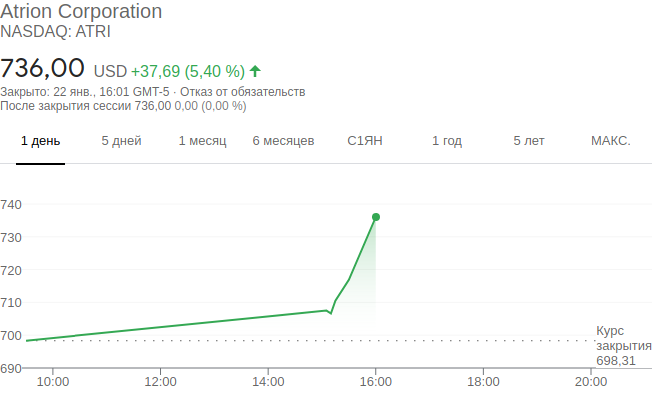 Atrion Corporation
NASDAQ: ATRI
736,00 USD +37,69 (5,40 %)
Закрыто: 22 янв., 16:01 GMT-5 · Отказ от обязательств
После закрытия сессии 736,00 0,00 (0,00 %)
1 день 5 дней 1 месяц 6 месяцев С1ЯН 1 год 5 лет МАКС.
740
730
720
710
700
690
Курс
закрытия
698,31
10:00 12:00 14:00 16:00 18:00 20:00